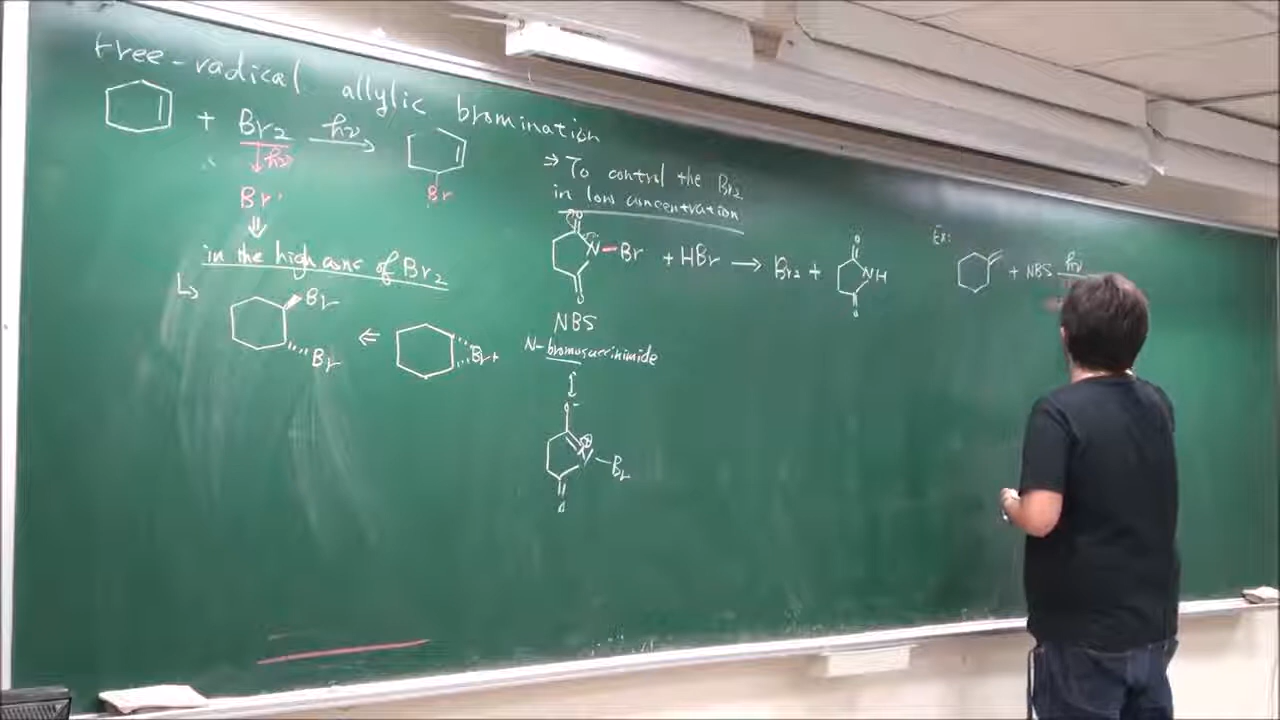 Free-radical allylic bromination
+ Br2 hν →
↓ hν
Br·
Br
⇓
in the high conc of Br2
Br
Br
⇐
Br+
⇒ To control the Br2
in low concentration
O
N-Br + HBr → Br2 +
O
NBS
N-bromosuccinimide
O
NH
O
↕
O-
⊕
N-Br
O
Ex:
+ NBS hν